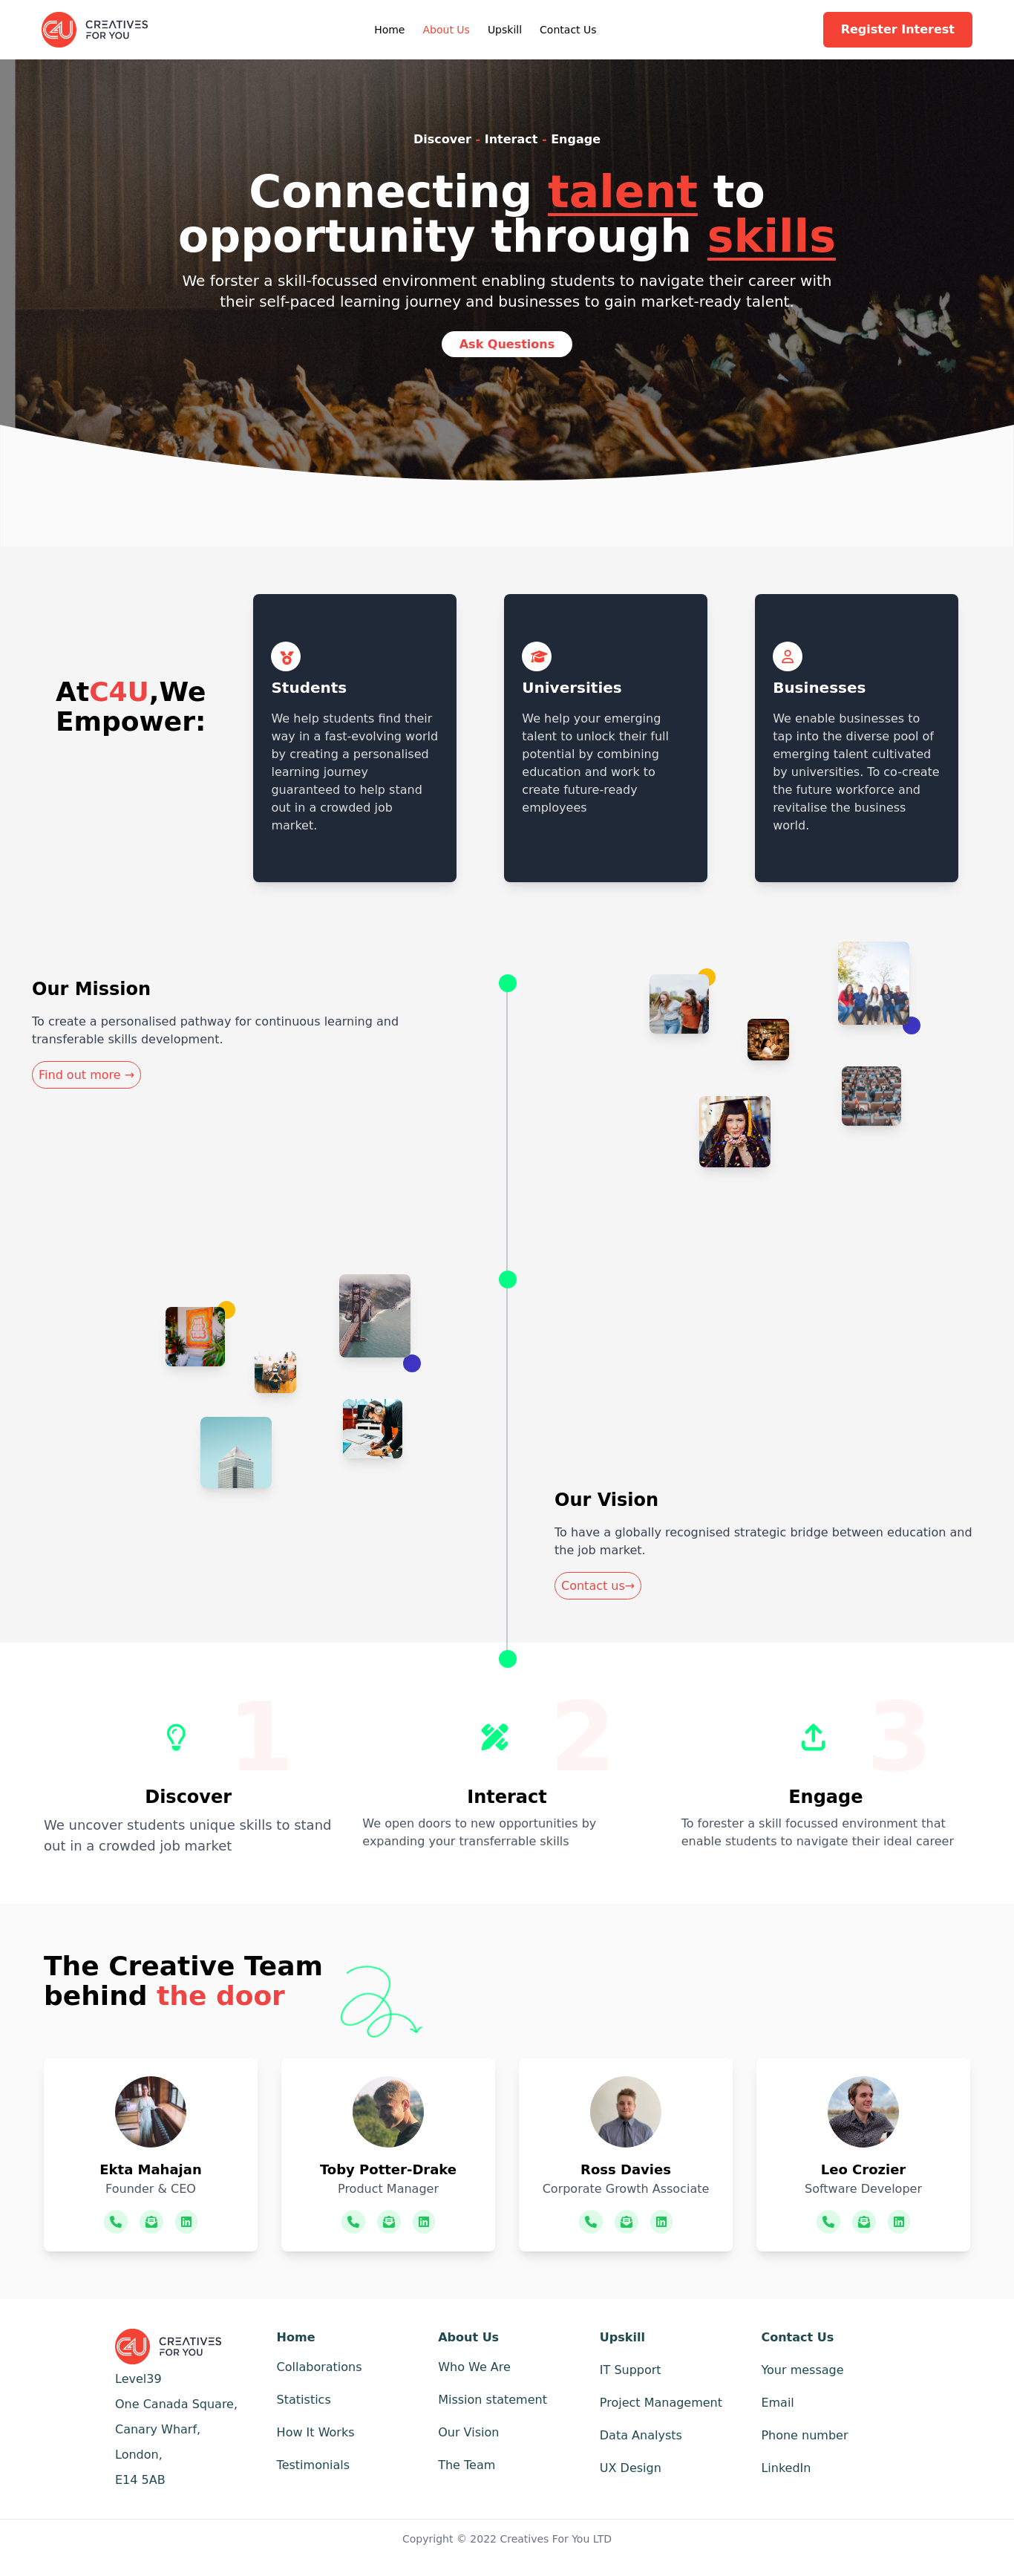 C4U CREATIVES
FOR YOU
Home About Us Upskill Contact Us
Register Interest
Discover - Interact - Engage
Connecting talent to
opportunity through skills
We forster a skill-focussed environment enabling students to navigate their career with
their self-paced learning journey and businesses to gain market-ready talent.
Ask Questions
AtC4U,We
Empower:
Students
We help students find their
way in a fast-evolving world
by creating a personalised
learning journey
guaranteed to help stand
out in a crowded job
market.
Universities
We help your emerging
talent to unlock their full
potential by combining
education and work to
create future-ready
employees
Businesses
We enable businesses to
tap into the diverse pool of
emerging talent cultivated
by universities. To co-create
the future workforce and
revitalise the business
world.
Our Mission
To create a personalised pathway for continuous learning and
transferable skills development.
Find out more →
Our Vision
To have a globally recognised strategic bridge between education and
the job market.
Contact us→
1
Discover
We uncover students unique skills to stand
out in a crowded job market
2
Interact
We open doors to new opportunities by
expanding your transferrable skills
3
Engage
To forester a skill focussed environment that
enable students to navigate their ideal career
The Creative Team
behind the door
Ekta Mahajan
Founder & CEO
Toby Potter-Drake
Product Manager
Ross Davies
Corporate Growth Associate
Leo Crozier
Software Developer
C4U CREATIVES
FOR YOU
Level39
One Canada Square,
Canary Wharf,
London,
E14 5AB
Home
Collaborations
Statistics
How It Works
Testimonials
About Us
Who We Are
Mission statement
Our Vision
The Team
Upskill
IT Support
Project Management
Data Analysts
UX Design
Contact Us
Your message
Email
Phone number
LinkedIn
Copyright © 2022 Creatives For You LTD